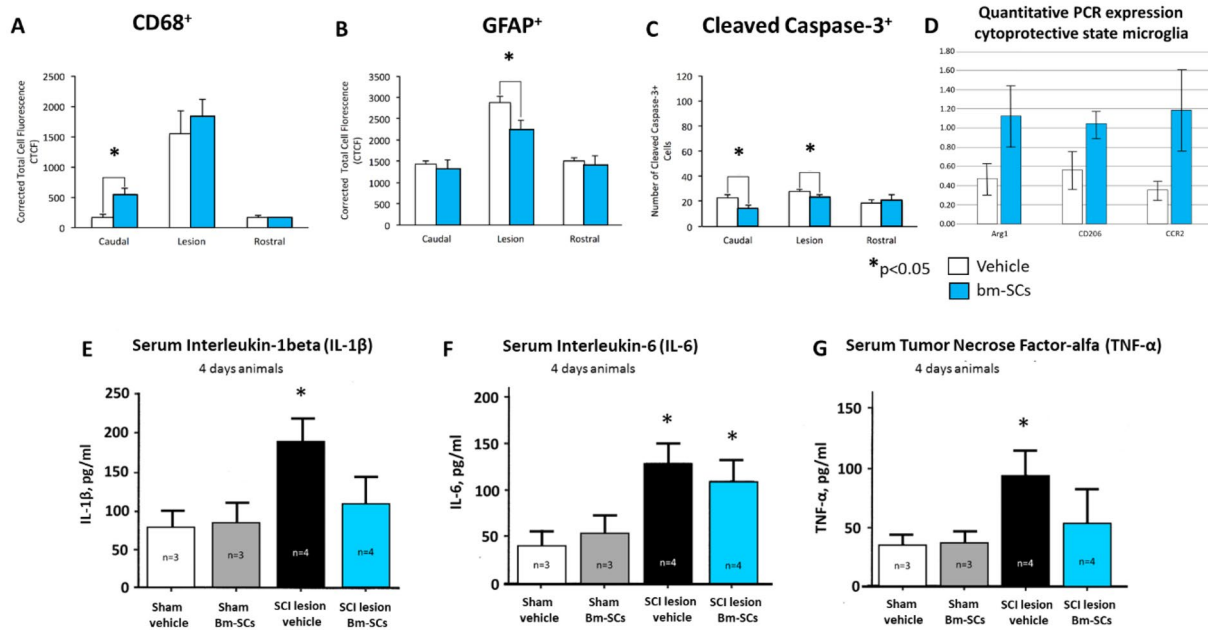 A
CD68⁺
Corrected Total Cell Fluorescence
CTCF)
2500
2000
1500
1000
500
0
*
Caudal
Lesion
Rostral
B
GFAP⁺
Corrected Total Cell Florescence
(CTCF)
3500
3000
2500
2000
1500
1000
500
0
*
Caudal
Lesion
Rostral
C
Cleaved Caspase-3⁺
Number of Cleaved Caspase-3+
Cells
120
100
80
60
40
20
0
*
*
Caudal
Lesion
Rostral
D
Quantitative PCR expression
cytoprotective state microglia
1.80
1.60
1.40
1.20
1.00
0.80
0.60
0.40
0.20
0.00
Arg1
CD206
CCR2
*p<0.05
Vehicle
bm-SCs
E
Serum Interleukin-1beta (IL-1β)
4 days animals
IL-1β, pg/ml
250
200
150
100
50
0
*
n=3
n=3
n=4
n=4
Sham
vehicle
Sham
Bm-SCs
SCI lesion
vehicle
SCI lesion
Bm-SCs
F
Serum Interleukin-6 (IL-6)
4 days animals
IL-6, pg/ml
200
150
100
50
0
*
*
n=3
n=3
n=4
n=4
Sham
vehicle
Sham
Bm-SCs
SCI lesion
vehicle
SCI lesion
Bm-SCs
G
Serum Tumor Necrose Factor-alfa (TNF-α)
4 days animals
TNF-α, pg/ml
150
100
50
0
*
n=3
n=3
n=4
n=4
Sham
vehicle
Sham
Bm-SCs
SCI lesion
vehicle
SCI lesion
Bm-SCs